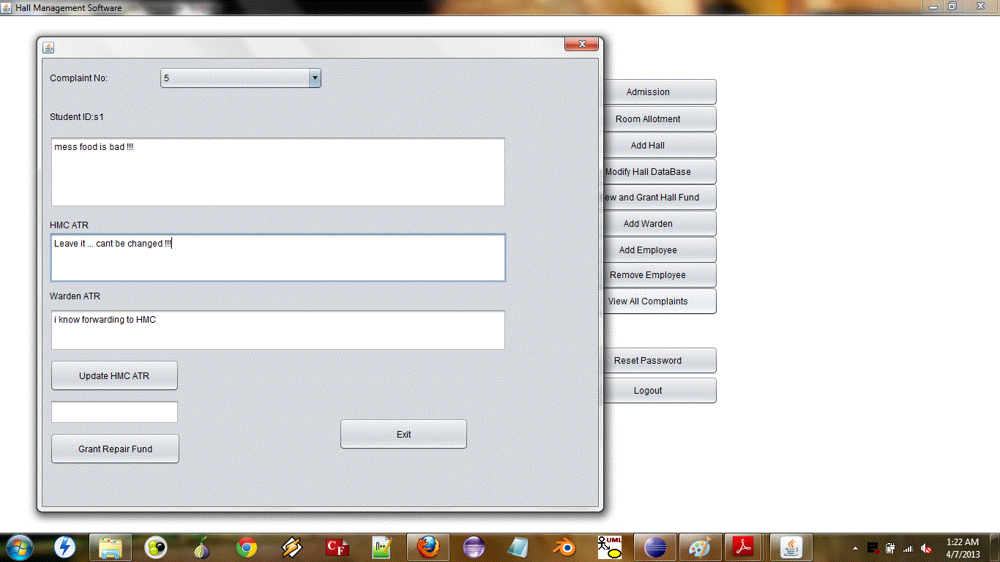 Hall Management Software
Complaint No:
5
Student ID:s1
mess food is bad !!!
HMC ATR
Leave it ... cant be changed !!!
Warden ATR
i know forwarding to HMC
Update HMC ATR
Grant Repair Fund
Exit
Admission
Room Allotment
Add Hall
Modify Hall DataBase
ew and Grant Hall Fund
Add Warden
Add Employee
Remove Employee
View All Complaints
Reset Password
Logout
CF
UML
1:22 AM
4/7/2013